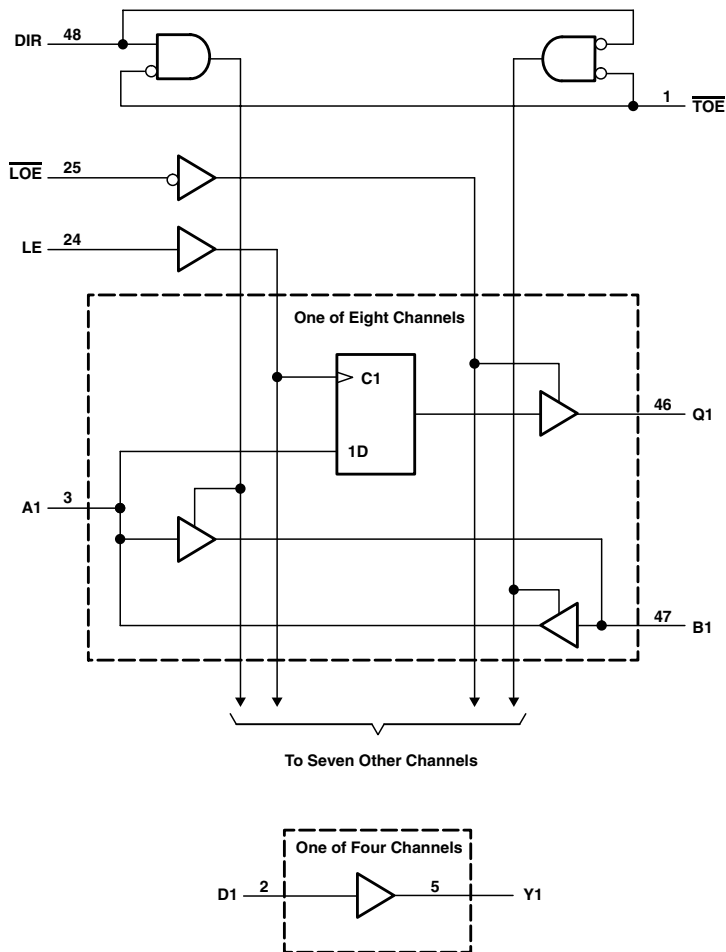 DIR 48
1 TOE
LOE 25
LE 24
One of Eight Channels
C1
46 Q1
1D
A1 3
47 B1
To Seven Other Channels
One of Four Channels
D1 2 5 Y1